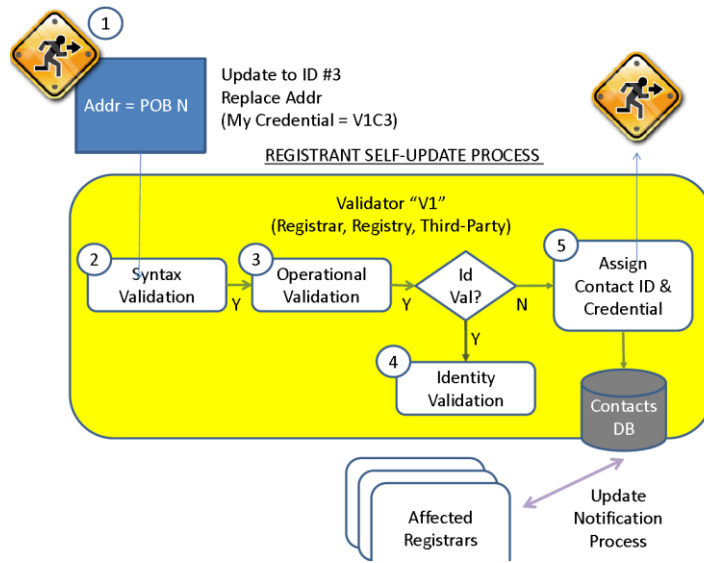 1
Addr = POB N
Update to ID #3
Replace Addr
(My Credential = V1C3)
REGISTRANT SELF-UPDATE PROCESS
Validator “V1”
(Registrar, Registry, Third-Party)
2
Syntax
Validation
Y
3
Operational
Validation
Y
Id
Val?
N
Y
4
Identity
Validation
5
Assign
Contact ID &
Credential
Contacts
DB
Affected
Registrars
Update
Notification
Process